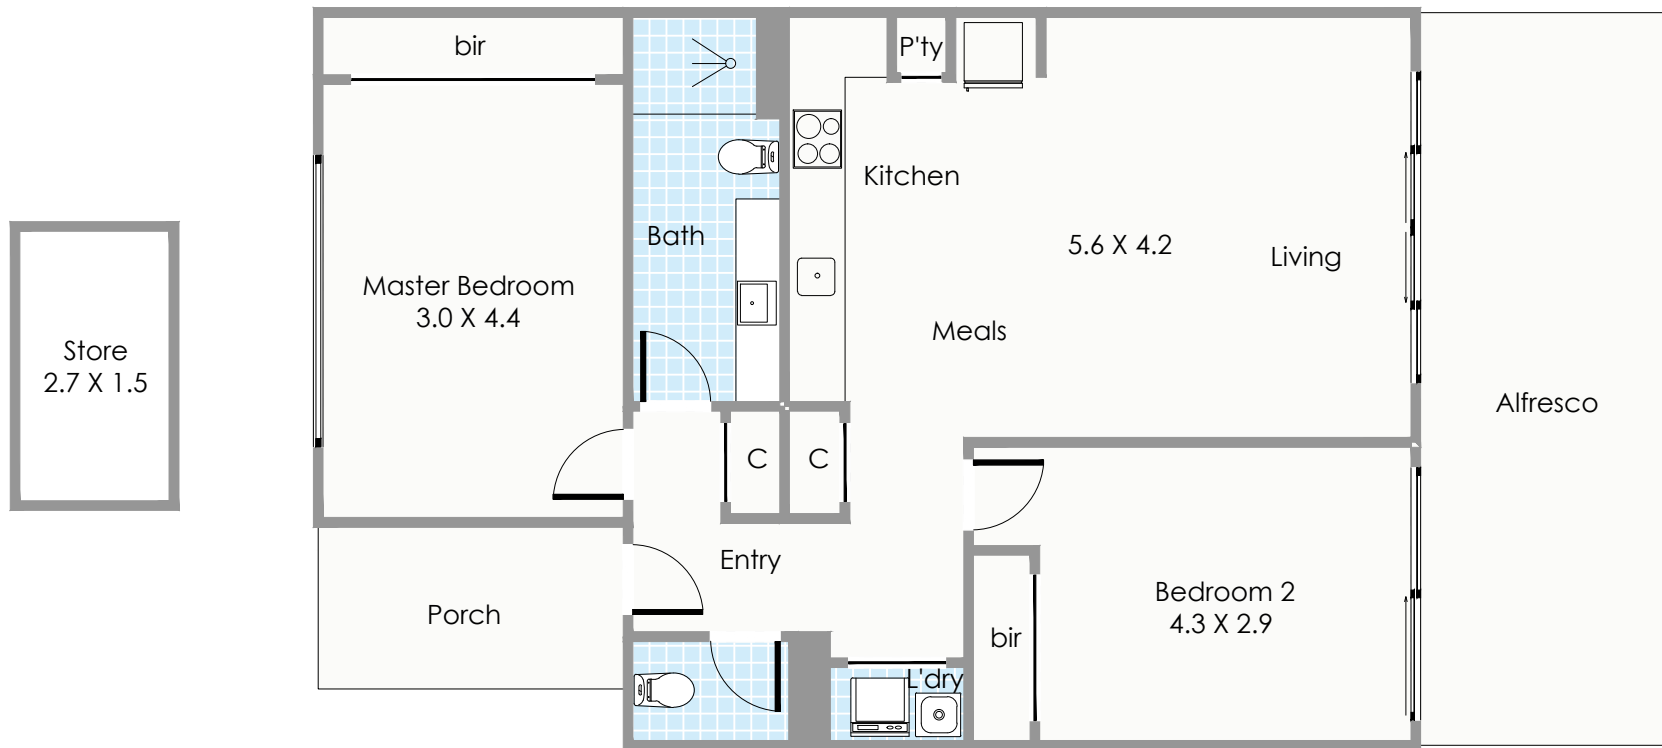 bir
P'ty
Kitchen
Bath
5.6 X 4.2
Living
Master Bedroom
3.0 X 4.4
Meals
Store
2.7 X 1.5
Alfresco
C
C
Entry
Bedroom 2
4.3 X 2.9
Porch
bir
L'dry